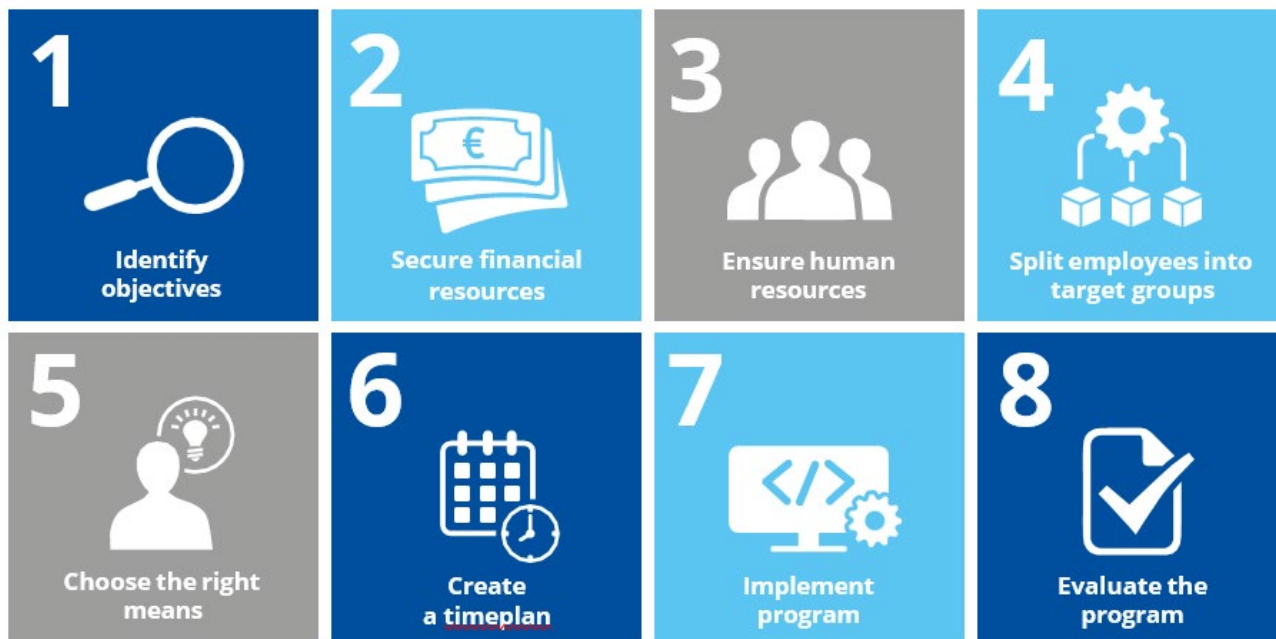 1
Identify
objectives
2
€
Secure financial
resources
3
Ensure human
resources
4
Split employees into
target groups
5
Choose the right
means
6
Create
a timeplan
7
</>
Implement
program
8
Evaluate the
program